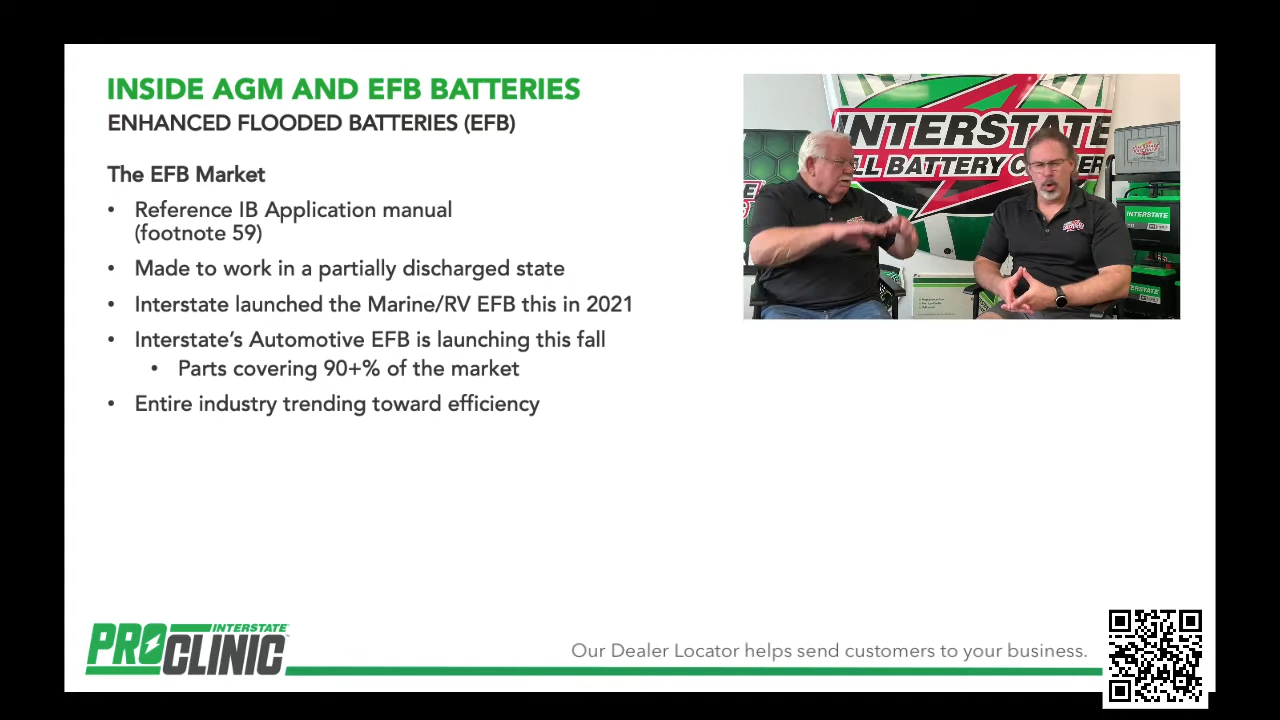 INSIDE AGM AND EFB BATTERIES
ENHANCED FLOODED BATTERIES (EFB)
The EFB Market
• Reference IB Application manual
(footnote 59)
• Made to work in a partially discharged state
• Interstate launched the Marine/RV EFB this in 2021
• Interstate’s Automotive EFB is launching this fall
• Parts covering 90+% of the market
• Entire industry trending toward efficiency
INTERSTATE
ALL BATTERY
INTERSTATE
INTERSTATE
PROCLINIC
Our Dealer Locator helps send customers to your business.